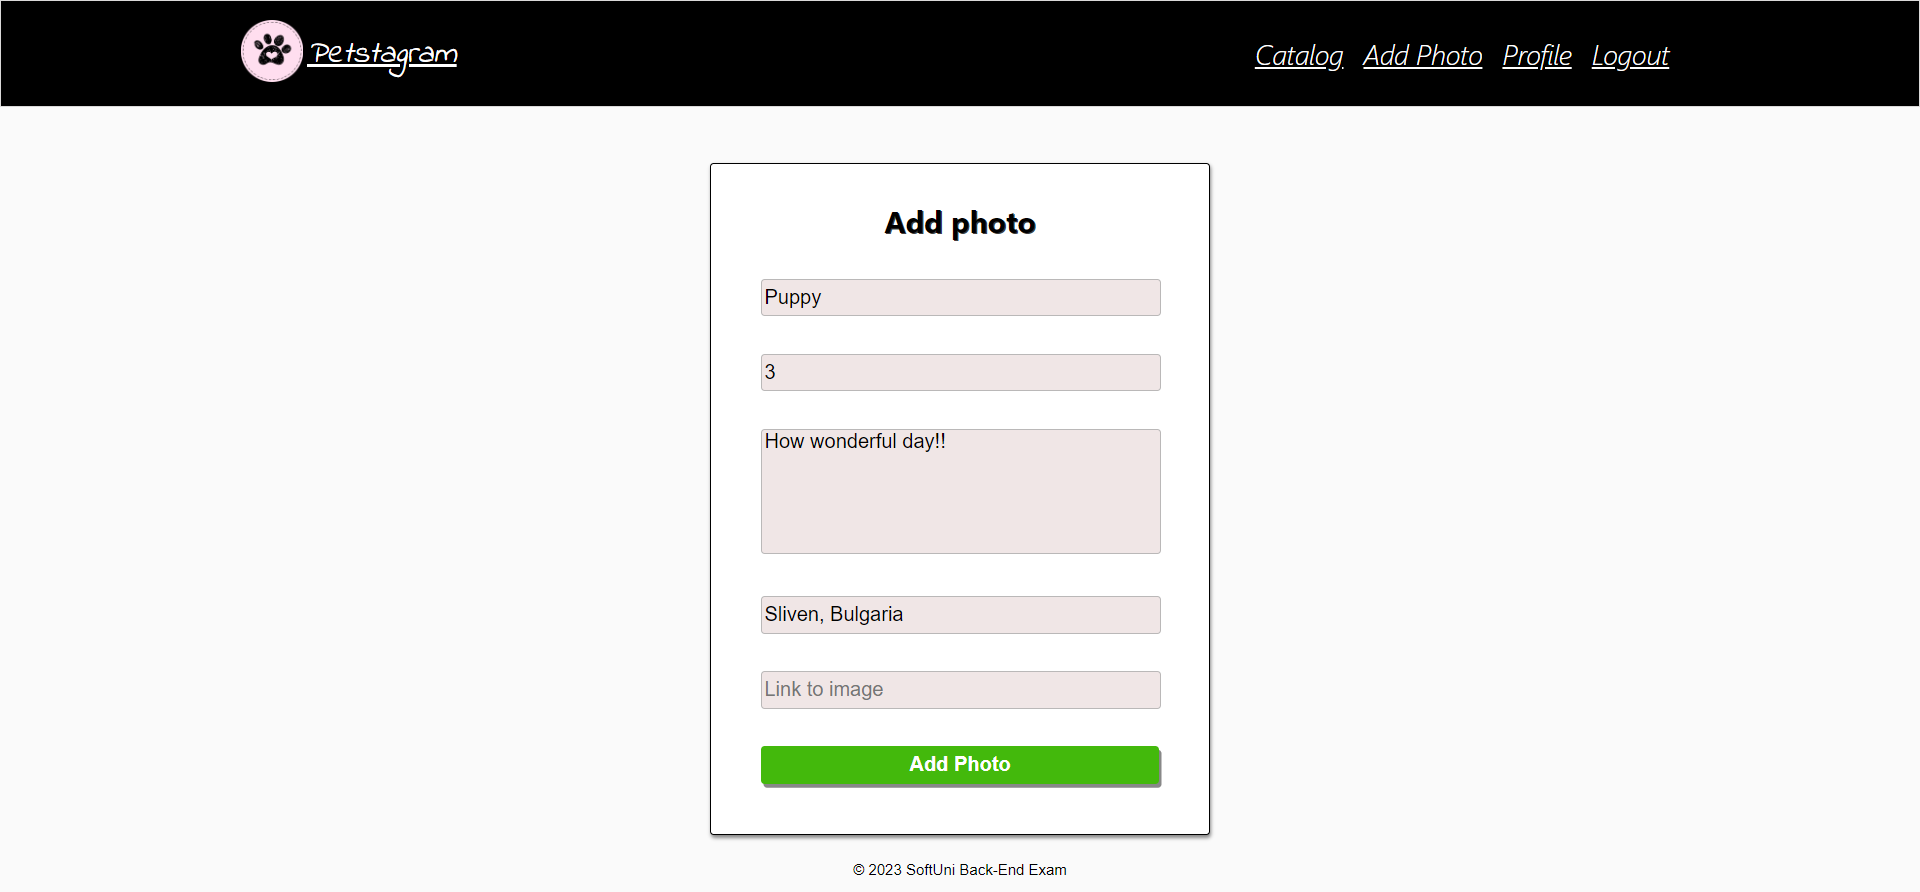 Petstagram
Catalog Add Photo Profile Logout
Add photo
Puppy
3
How wonderful day!!
Sliven, Bulgaria
Link to image
Add Photo
© 2023 SoftUni Back-End Exam